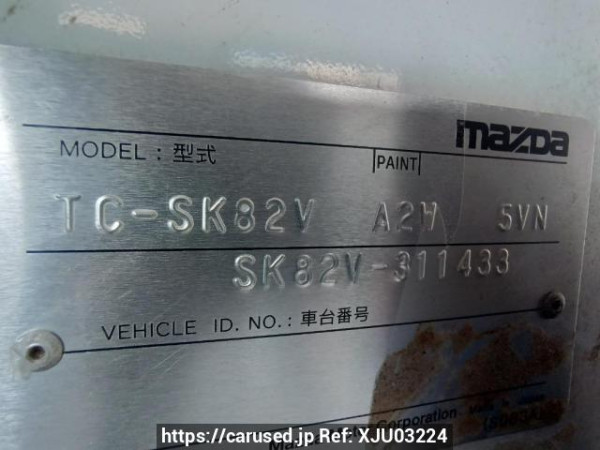 mazda
MODEL : 型式 PAINT
TC-SK82V A2W 5VN
SK82V-311433
VEHICLE ID. NO. : 車台番号
Corporation
https://carused.jp Ref: XJU03224